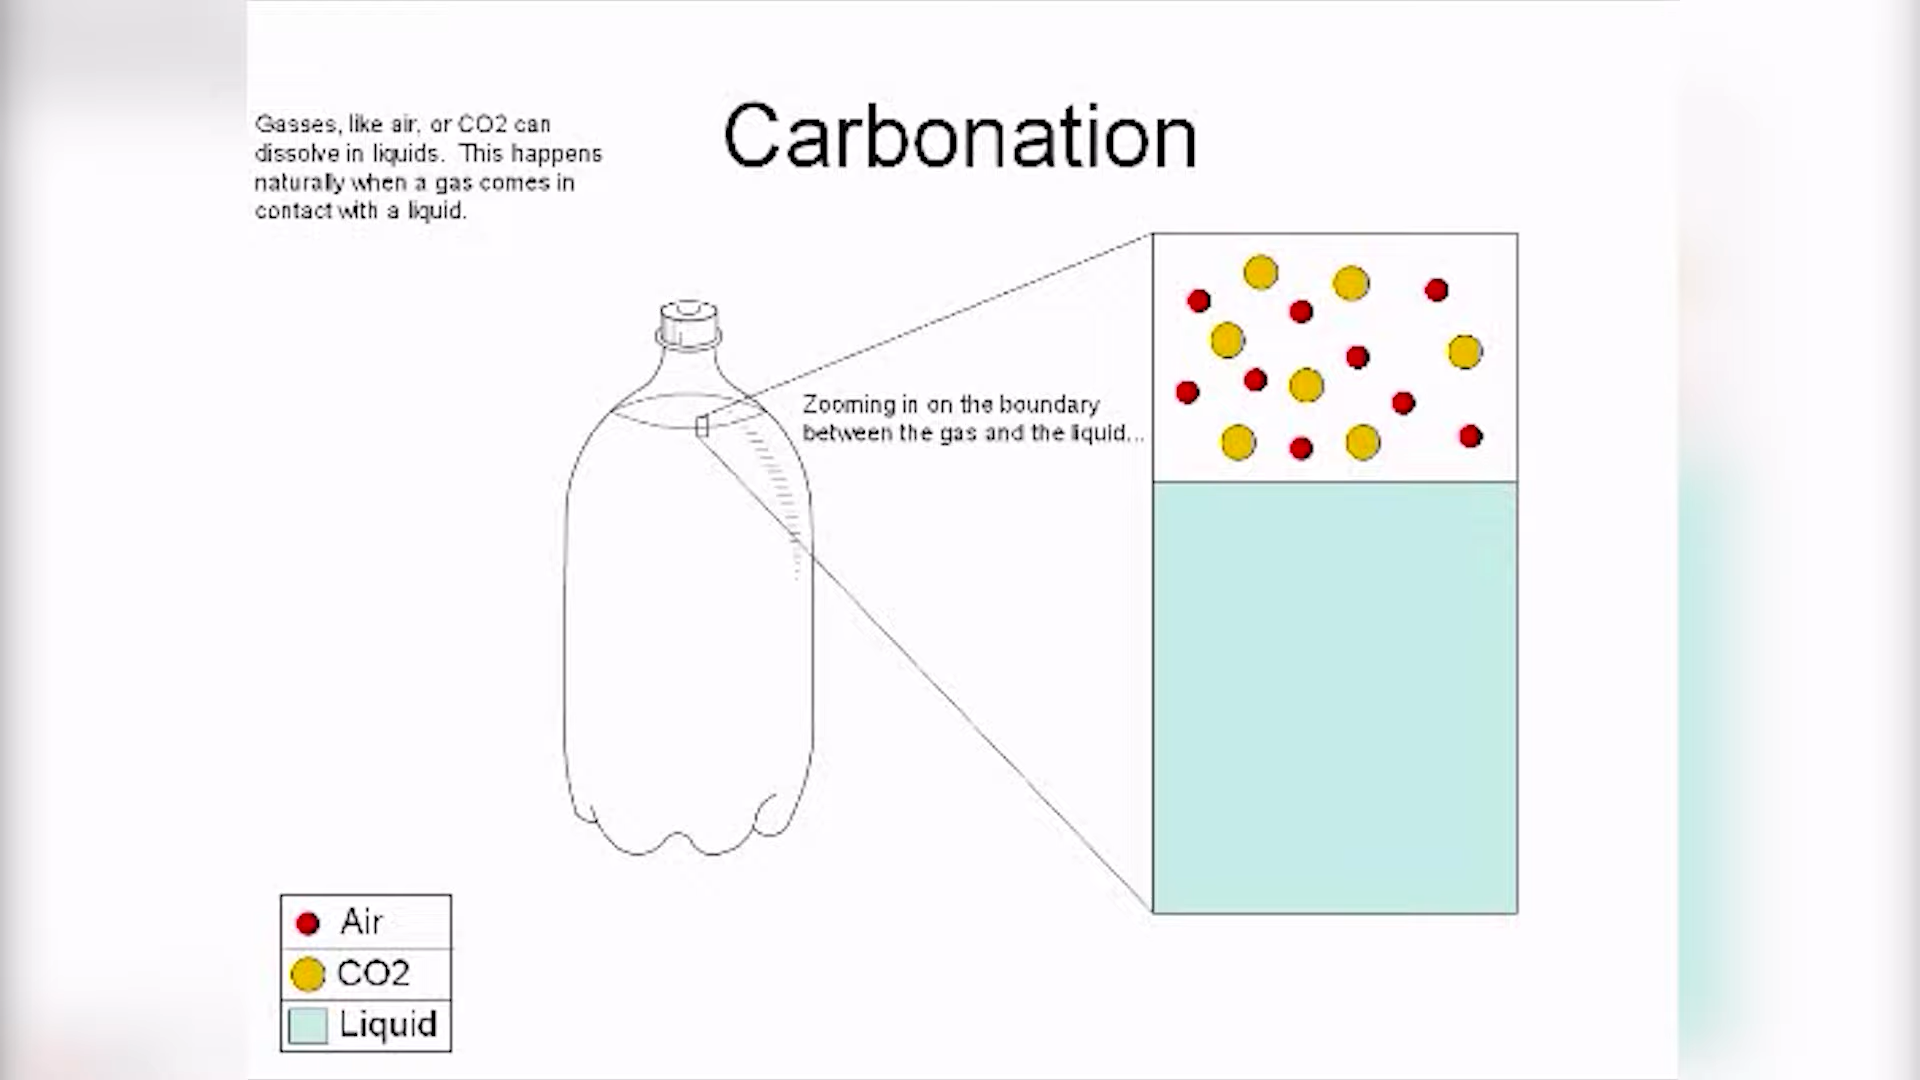 Carbonation
Gasses, like air, or CO2 can
dissolve in liquids. This happens
naturally when a gas comes in
contact with a liquid.
Zooming in on the boundary
between the gas and the liquid...
Air
CO2
Liquid